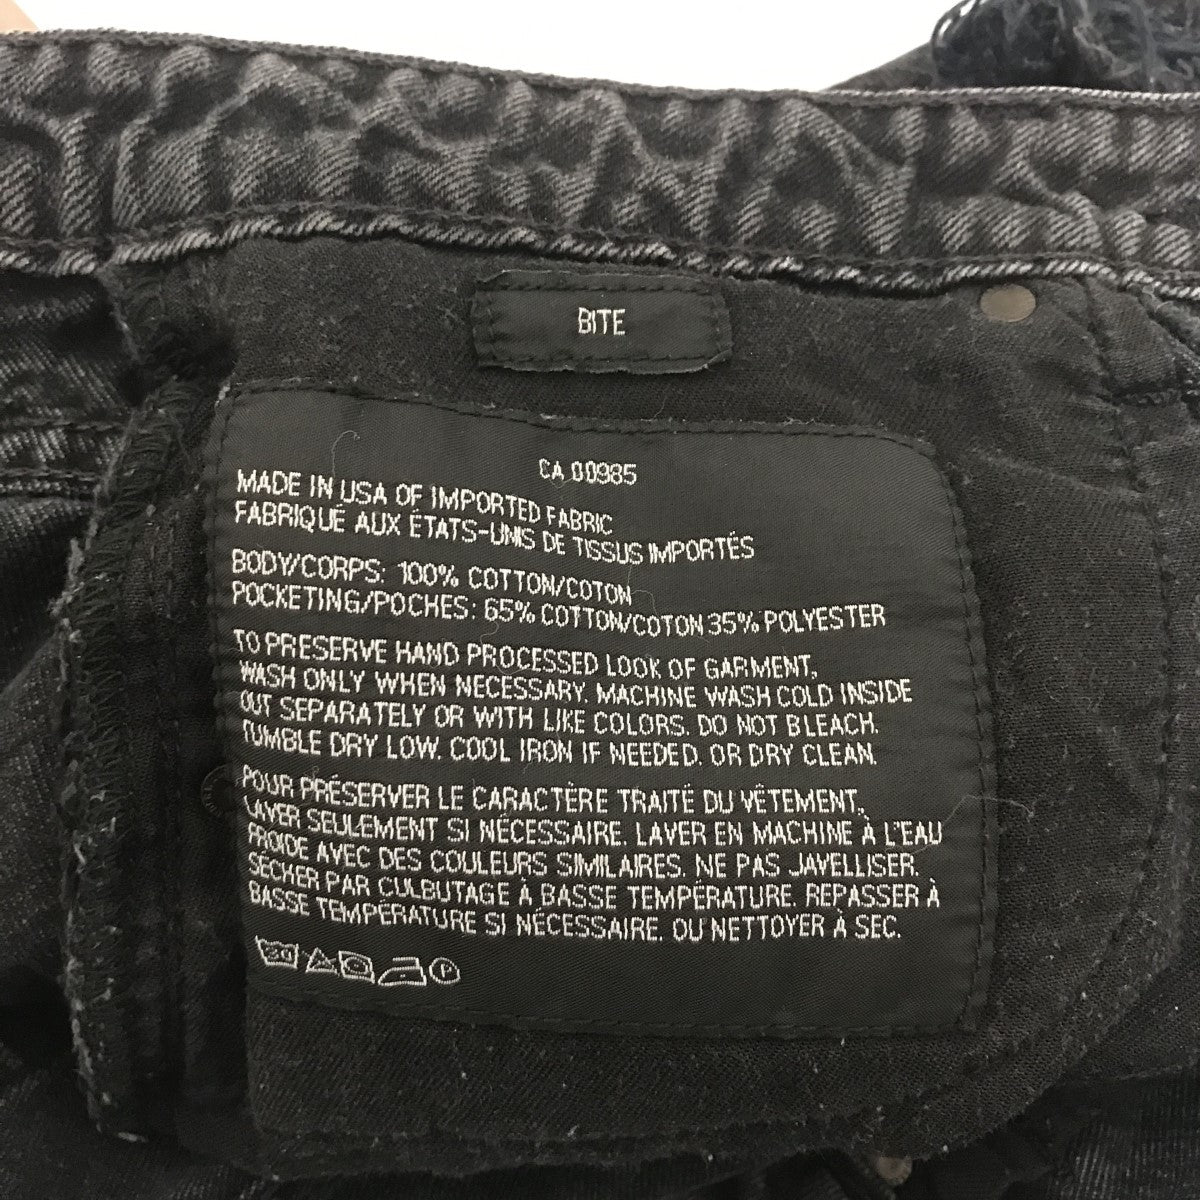 BITE
CA 00985
MADE IN USA OF IMPORTED FABRIC
FABRIQUÉ AUX ÉTATS-UNIS DE TISSUS IMPORTÉS
BODY/CORPS: 100% COTTON/COTON
POCKETING/POCHES: 65% COTTON/COTON 35% POLYESTER
TO PRESERVE HAND PROCESSED LOOK OF GARMENT,
WASH ONLY WHEN NECESSARY. MACHINE WASH COLD INSIDE
OUT SEPARATELY OR WITH LIKE COLORS. DO NOT BLEACH.
TUMBLE DRY LOW. COOL IRON IF NEEDED. OR DRY CLEAN.
POUR PRÉSERVER LE CARACTÈRE TRAITÉ DU VÊTEMENT,
LAVER SEULEMENT SI NÉCESSAIRE. LAVER EN MACHINE À L'EAU
FROIDE AVEC DES COULEURS SIMILAIRES. NE PAS JAVELLISER.
SÉCHER PAR CULBUTAGE À BASSE TEMPÉRATURE. REPASSER À
BASSE TEMPÉRATURE SI NÉCESSAIRE. OU NETTOYER À SEC.
30 P